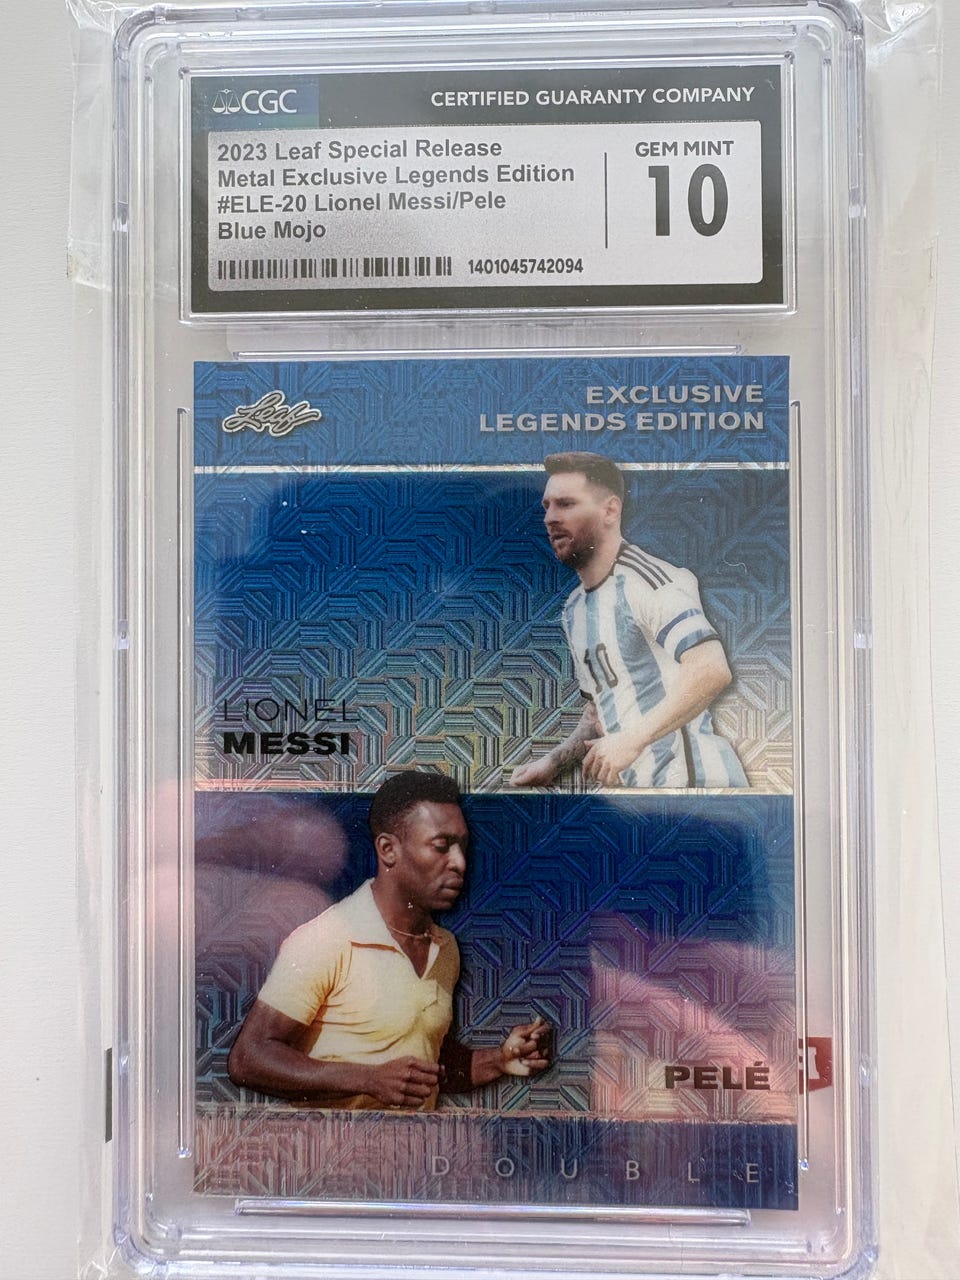 CGC
CERTIFIED GUARANTY COMPANY
2023 Leaf Special Release
Metal Exclusive Legends Edition
#ELE-20 Lionel Messi/Pele
Blue Mojo
1401045742094
GEM MINT
10
Leaf
EXCLUSIVE
LEGENDS EDITION
10
LIONEL
MESSI
PELÉ
DOUBLE